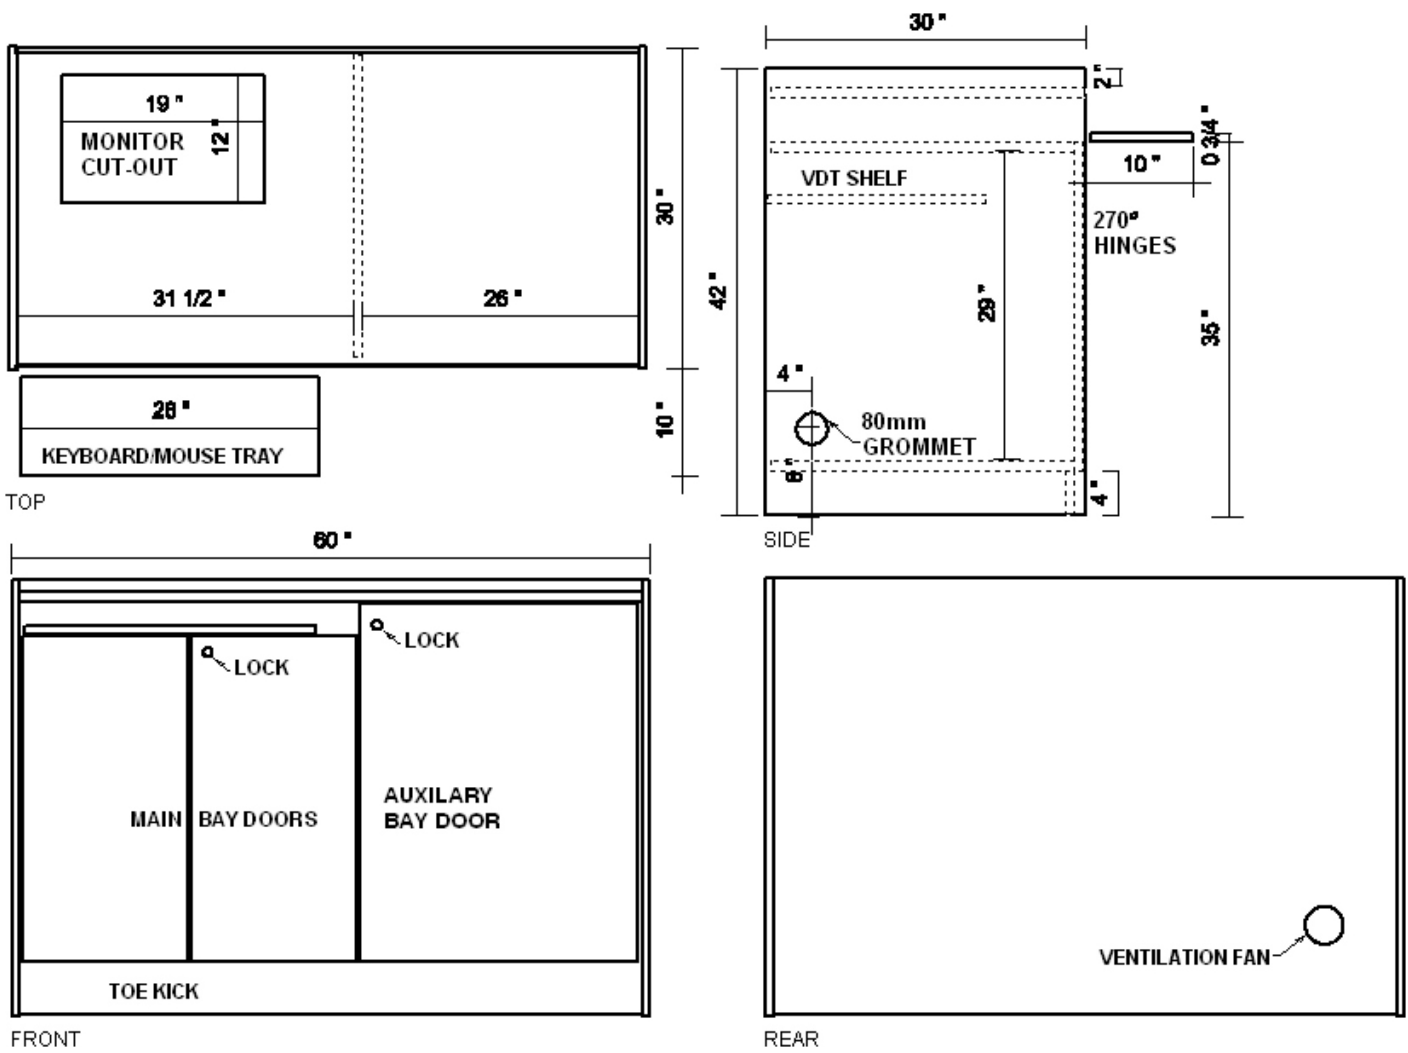 19 "
12 "
MONITOR
CUT-OUT
31 1/2 "
26 "
30 "
28 "
KEYBOARD/MOUSE TRAY
10 "
TOP
30 "
2 "
0 3/4 "
10 "
VDT SHELF
270°
HINGES
42 "
29 "
35 "
4 "
80mm
GROMMET
4 "
SIDE
60 "
LOCK
LOCK
MAIN BAY DOORS
AUXILARY
BAY DOOR
TOE KICK
FRONT
VENTILATION FAN
REAR